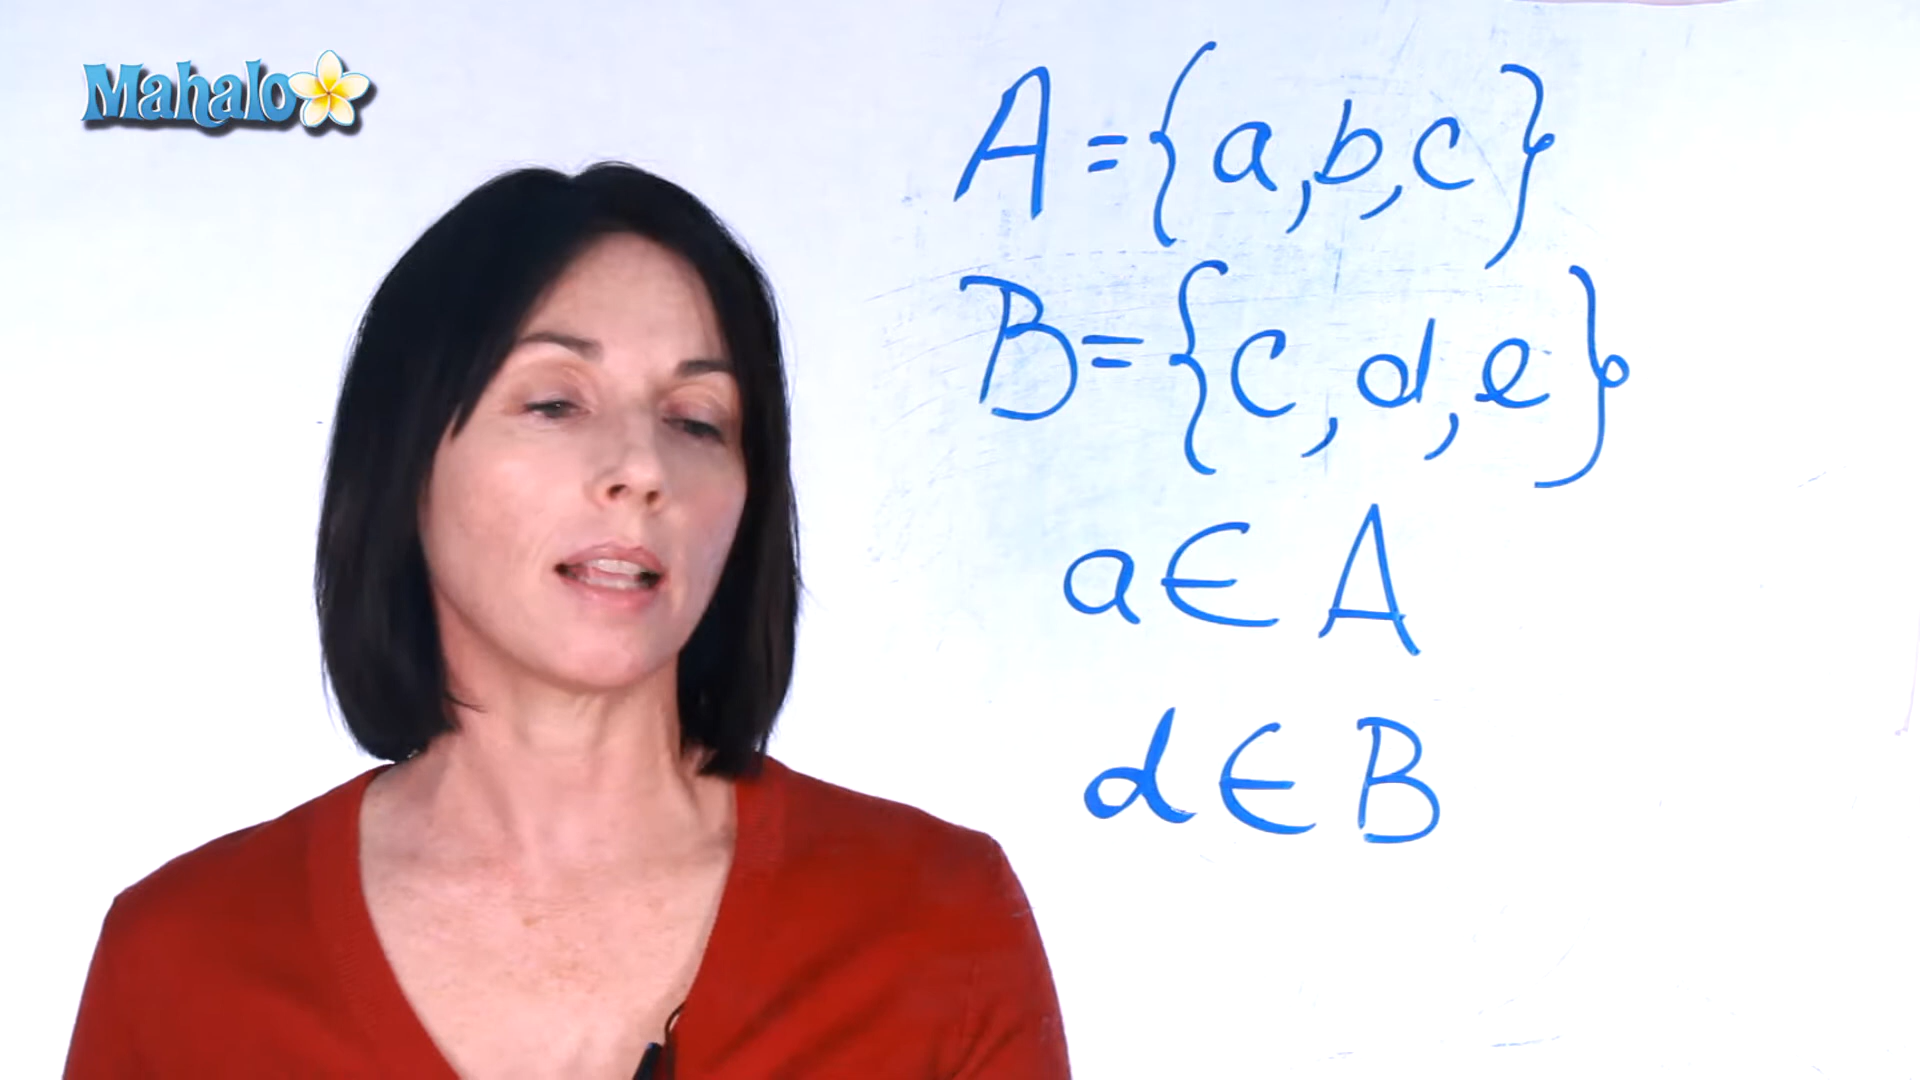 Mahalo
A={a,b,c}
B={c,d,e}
a∈A
d∈B